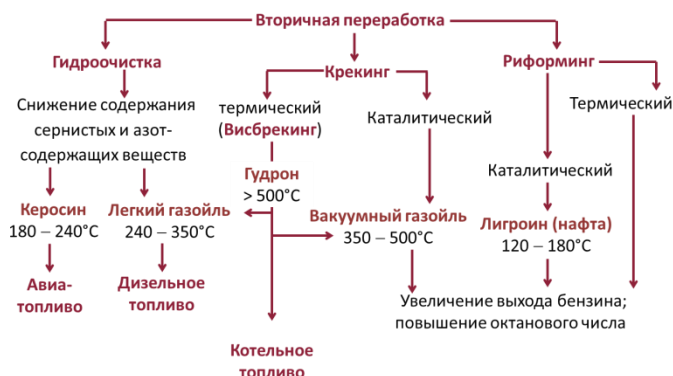 Вторичная переработка
Гидроочистка
Крекинг
Риформинг
Снижение содержания
сернистых и азот-
содержащих веществ
термический
(Висбрекинг)
Каталитический
Термический
Каталитический
Гудрон
> 500°C
Керосин
180 – 240°C
Легкий газойль
240 – 350°C
Вакуумный газойль
350 – 500°C
Лигроин (нафта)
120 – 180°C
Авиа-
топливо
Дизельное
топливо
Увеличение выхода бензина;
повышение октанового числа
Котельное
топливо